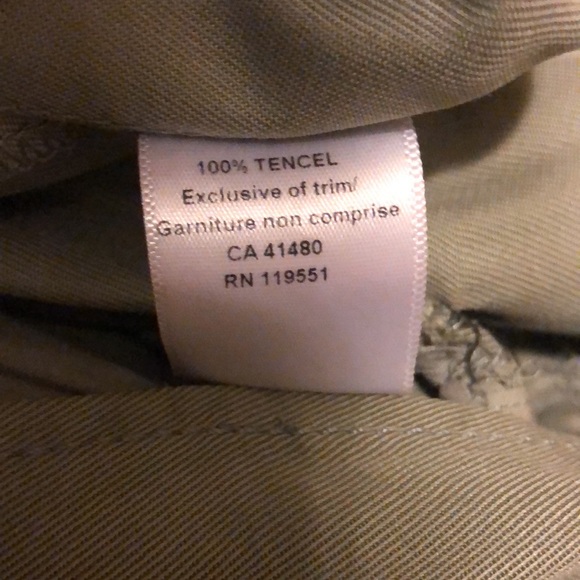 100% TENCEL
Exclusive of trim/
Garniture non comprise
CA 41480
RN 119551